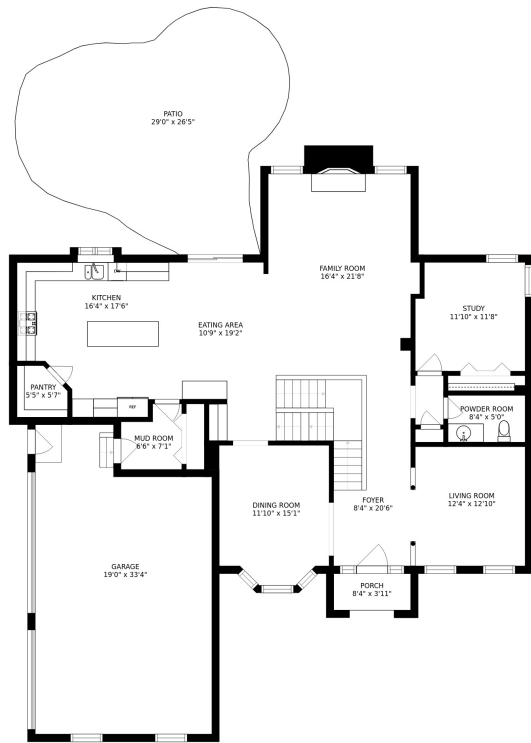 PATIO
29'0" x 26'5"
FAMILY ROOM
16'4" x 21'8"
DW
KITCHEN
16'4" x 17'6"
STUDY
11'10" x 11'8"
EATING AREA
10'9" x 19'2"
PANTRY
5'5" x 5'7"
REF
POWDER ROOM
8'4" x 5'0"
MUD ROOM
6'6" x 7'1"
DINING ROOM
11'10" x 15'1"
FOYER
8'4" x 20'6"
LIVING ROOM
12'4" x 12'10"
GARAGE
19'0" x 33'4"
PORCH
8'4" x 3'11"